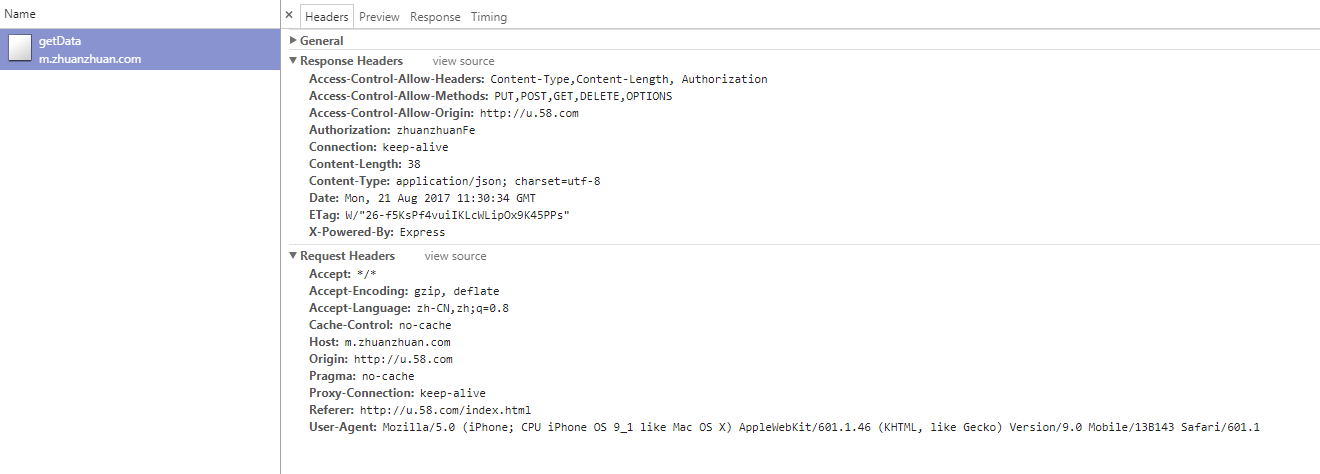 Name
getData
m.zhuanzhuan.com
× Headers Preview Response Timing
▶ General
▼ Response Headers view source
Access-Control-Allow-Headers: Content-Type,Content-Length, Authorization
Access-Control-Allow-Methods: PUT,POST,GET,DELETE,OPTIONS
Access-Control-Allow-Origin: http://u.58.com
Authorization: zhuanzhuanFe
Connection: keep-alive
Content-Length: 38
Content-Type: application/json; charset=utf-8
Date: Mon, 21 Aug 2017 11:30:34 GMT
ETag: W/"26-f5KsPf4vuiIKLcWLipOx9K45PPs"
X-Powered-By: Express
▼ Request Headers view source
Accept: */*
Accept-Encoding: gzip, deflate
Accept-Language: zh-CN,zh;q=0.8
Cache-Control: no-cache
Host: m.zhuanzhuan.com
Origin: http://u.58.com
Pragma: no-cache
Proxy-Connection: keep-alive
Referer: http://u.58.com/index.html
User-Agent: Mozilla/5.0 (iPhone; CPU iPhone OS 9_1 like Mac OS X) AppleWebKit/601.1.46 (KHTML, like Gecko) Version/9.0 Mobile/13B143 Safari/601.1